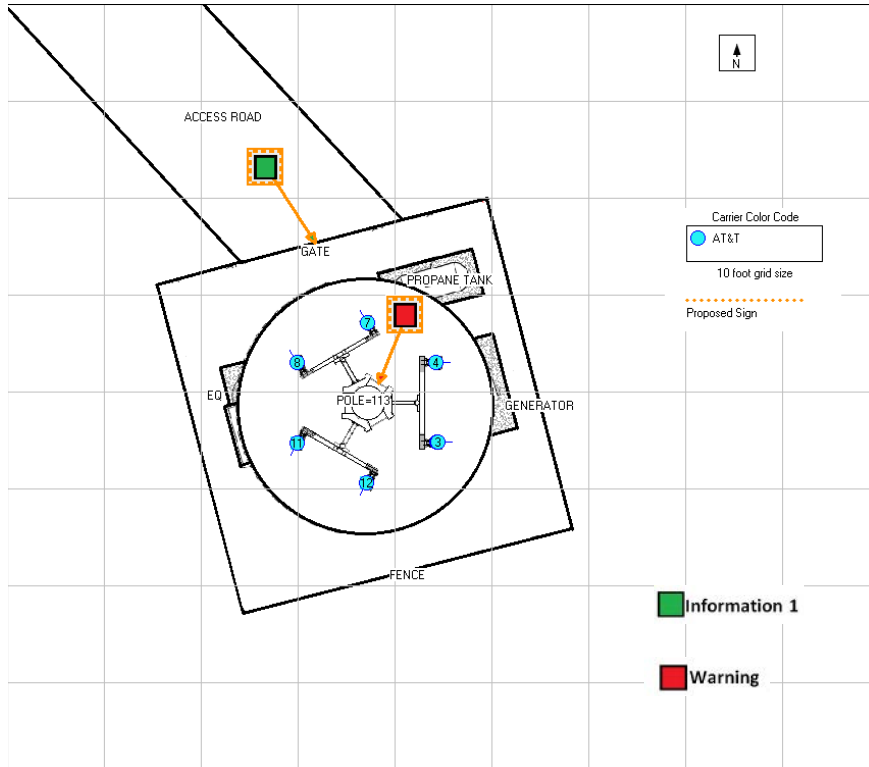 N
ACCESS ROAD
Carrier Color Code
AT&T
10 foot grid size
Proposed Sign
GATE
PROPANE TANK
7
8
4
EQ
POLE=113'
GENERATOR
11
3
12
FENCE
Information 1
Warning